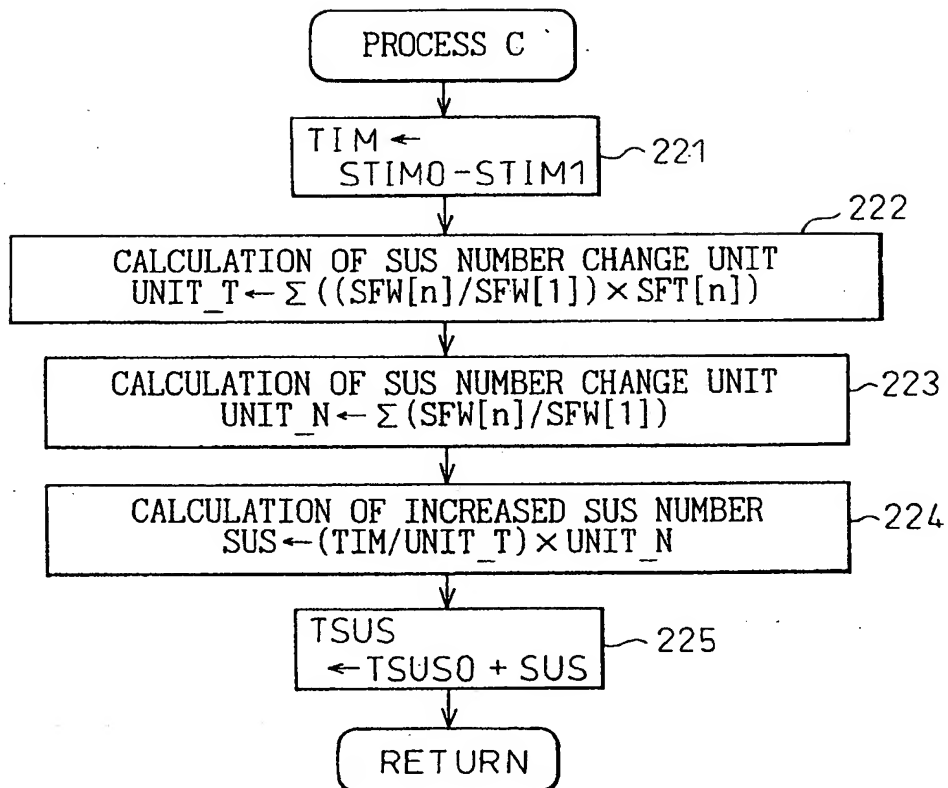 PROCESS C
TIM ←
STIM0-STIM1
221
222
CALCULATION OF SUS NUMBER CHANGE UNIT
UNIT_T ← Σ ((SFW[n]/SFW[1]) × SFT[n])
CALCULATION OF SUS NUMBER CHANGE UNIT
UNIT_N ← Σ (SFW[n]/SFW[1])
223
CALCULATION OF INCREASED SUS NUMBER
SUS ← (TIM/UNIT_T) × UNIT_N
224
TSUS
← TSUS0 + SUS
225
RETURN